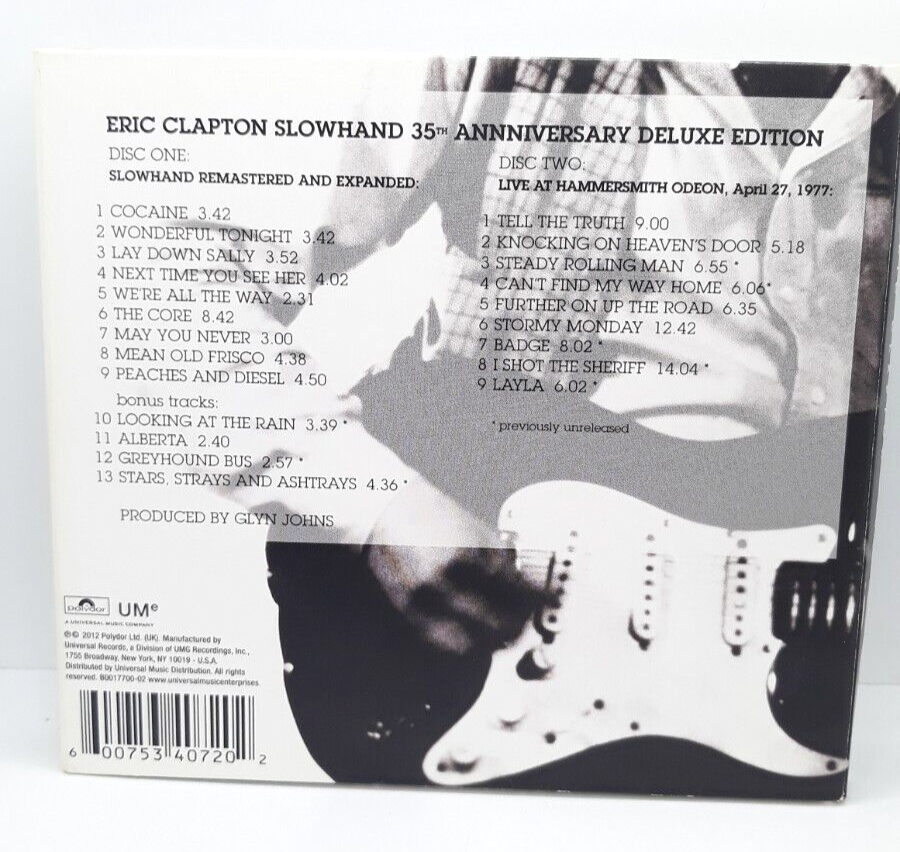 ERIC CLAPTON SLOWHAND 35TH ANNNIVERSARY DELUXE EDITION
DISC ONE:
SLOWHAND REMASTERED AND EXPANDED:
1 COCAINE 3.42
2 WONDERFUL TONIGHT 3.42
3 LAY DOWN SALLY 3.52
4 NEXT TIME YOU SEE HER 4.02
5 WE'RE ALL THE WAY 2.31
6 THE CORE 8.42
7 MAY YOU NEVER 3.00
8 MEAN OLD FRISCO 4.38
9 PEACHES AND DIESEL 4.50
bonus tracks:
10 LOOKING AT THE RAIN 3.39 *
11 ALBERTA 2.40
12 GREYHOUND BUS 2.57 *
13 STARS, STRAYS AND ASHTRAYS 4.36 *
PRODUCED BY GLYN JOHNS
DISC TWO:
LIVE AT HAMMERSMITH ODEON, April 27, 1977:
1 TELL THE TRUTH 9.00
2 KNOCKING ON HEAVEN'S DOOR 5.18
3 STEADY ROLLING MAN 6.55 *
4 CAN'T FIND MY WAY HOME 6.06*
5 FURTHER ON UP THE ROAD 6.35
6 STORMY MONDAY 12.42
7 BADGE 8.02 *
8 I SHOT THE SHERIFF 14.04 *
9 LAYLA 6.02 *
* previously unreleased
polydor UMe
A UNIVERSAL MUSIC COMPANY
℗© 2012 Polydor Ltd. (UK). Manufactured by
Universal Records, a Division of UMG Recordings, Inc.,
1755 Broadway, New York, NY 10019 - U.S.A.
Distributed by Universal Music Distribution. All rights
reserved. B0017700-02 www.universalmusicenterprises.
6 00753 40720 2